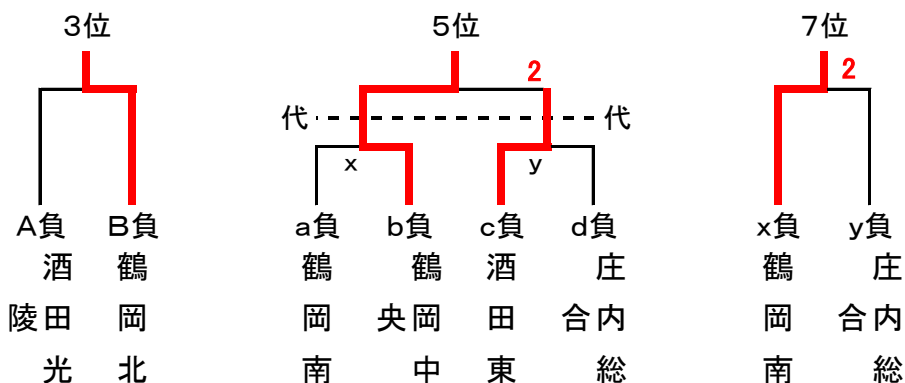 3位 5位 7位
2 2
代 代
x y
A負 B負 a負 b負 c負 d負 x負 y負
酒田光陵
鶴岡北
鶴岡南
鶴岡中央
酒田東
庄内総合
鶴岡南
庄内総合